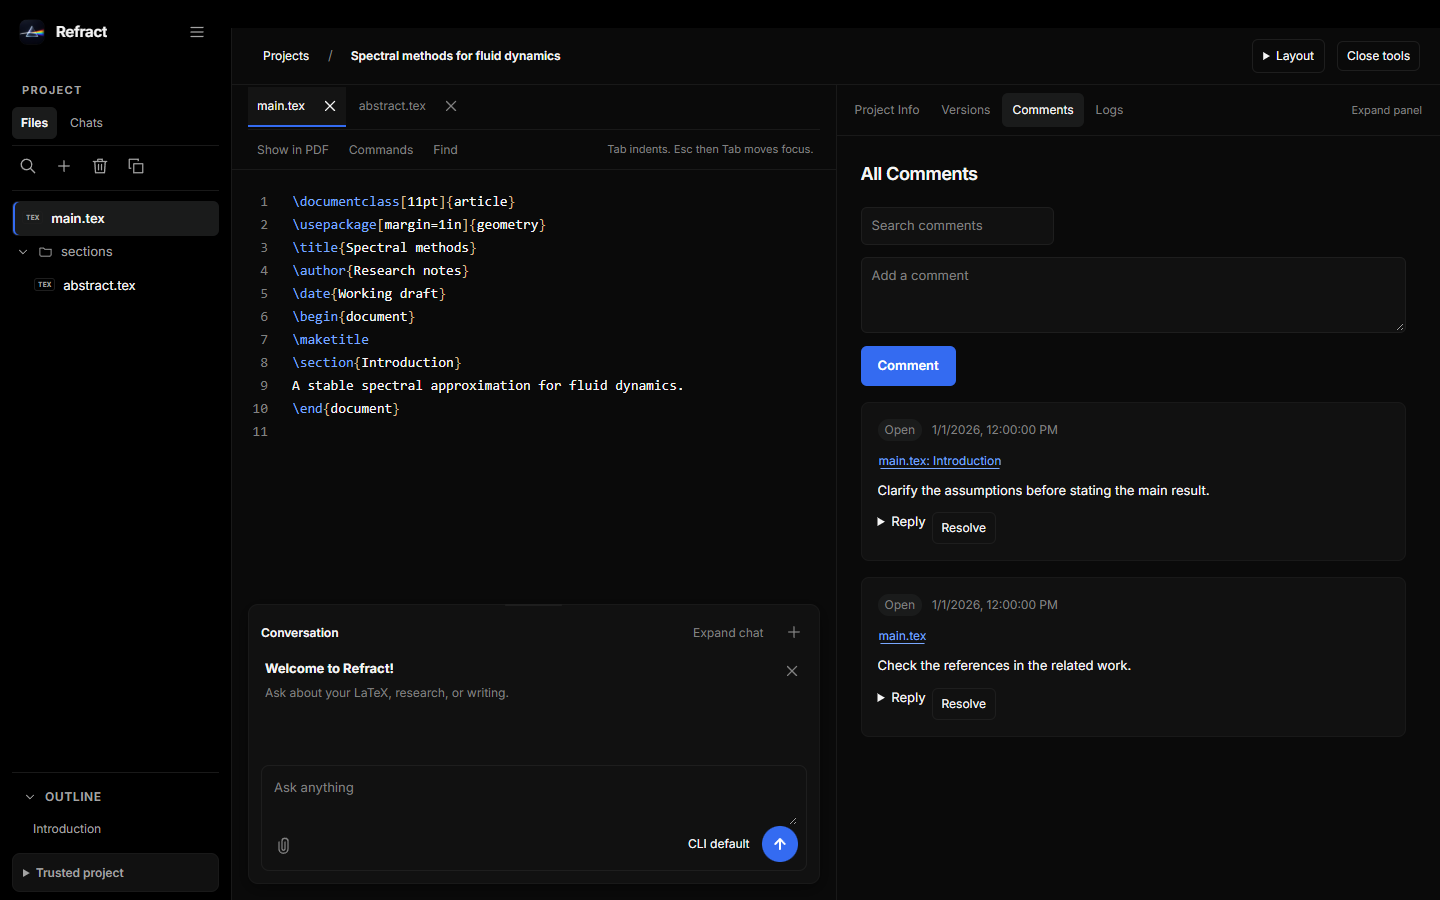 Refract
PROJECT
Files Chats
TEX main.tex
sections
TEX abstract.tex
OUTLINE
Introduction
Trusted project
Projects / Spectral methods for fluid dynamics
Layout
Close tools
main.tex abstract.tex
Show in PDF Commands Find Tab indents. Esc then Tab moves focus.
1 \documentclass[11pt]{article}
2 \usepackage[margin=1in]{geometry}
3 \title{Spectral methods}
4 \author{Research notes}
5 \date{Working draft}
6 \begin{document}
7 \maketitle
8 \section{Introduction}
9 A stable spectral approximation for fluid dynamics.
10 \end{document}
11
Conversation Expand chat
Welcome to Refract!
Ask about your LaTeX, research, or writing.
Ask anything
CLI default
Project Info Versions Comments Logs Expand panel
All Comments
Search comments
Add a comment
Comment
Open 1/1/2026, 12:00:00 PM
main.tex: Introduction
Clarify the assumptions before stating the main result.
Reply Resolve
Open 1/1/2026, 12:00:00 PM
main.tex
Check the references in the related work.
Reply Resolve